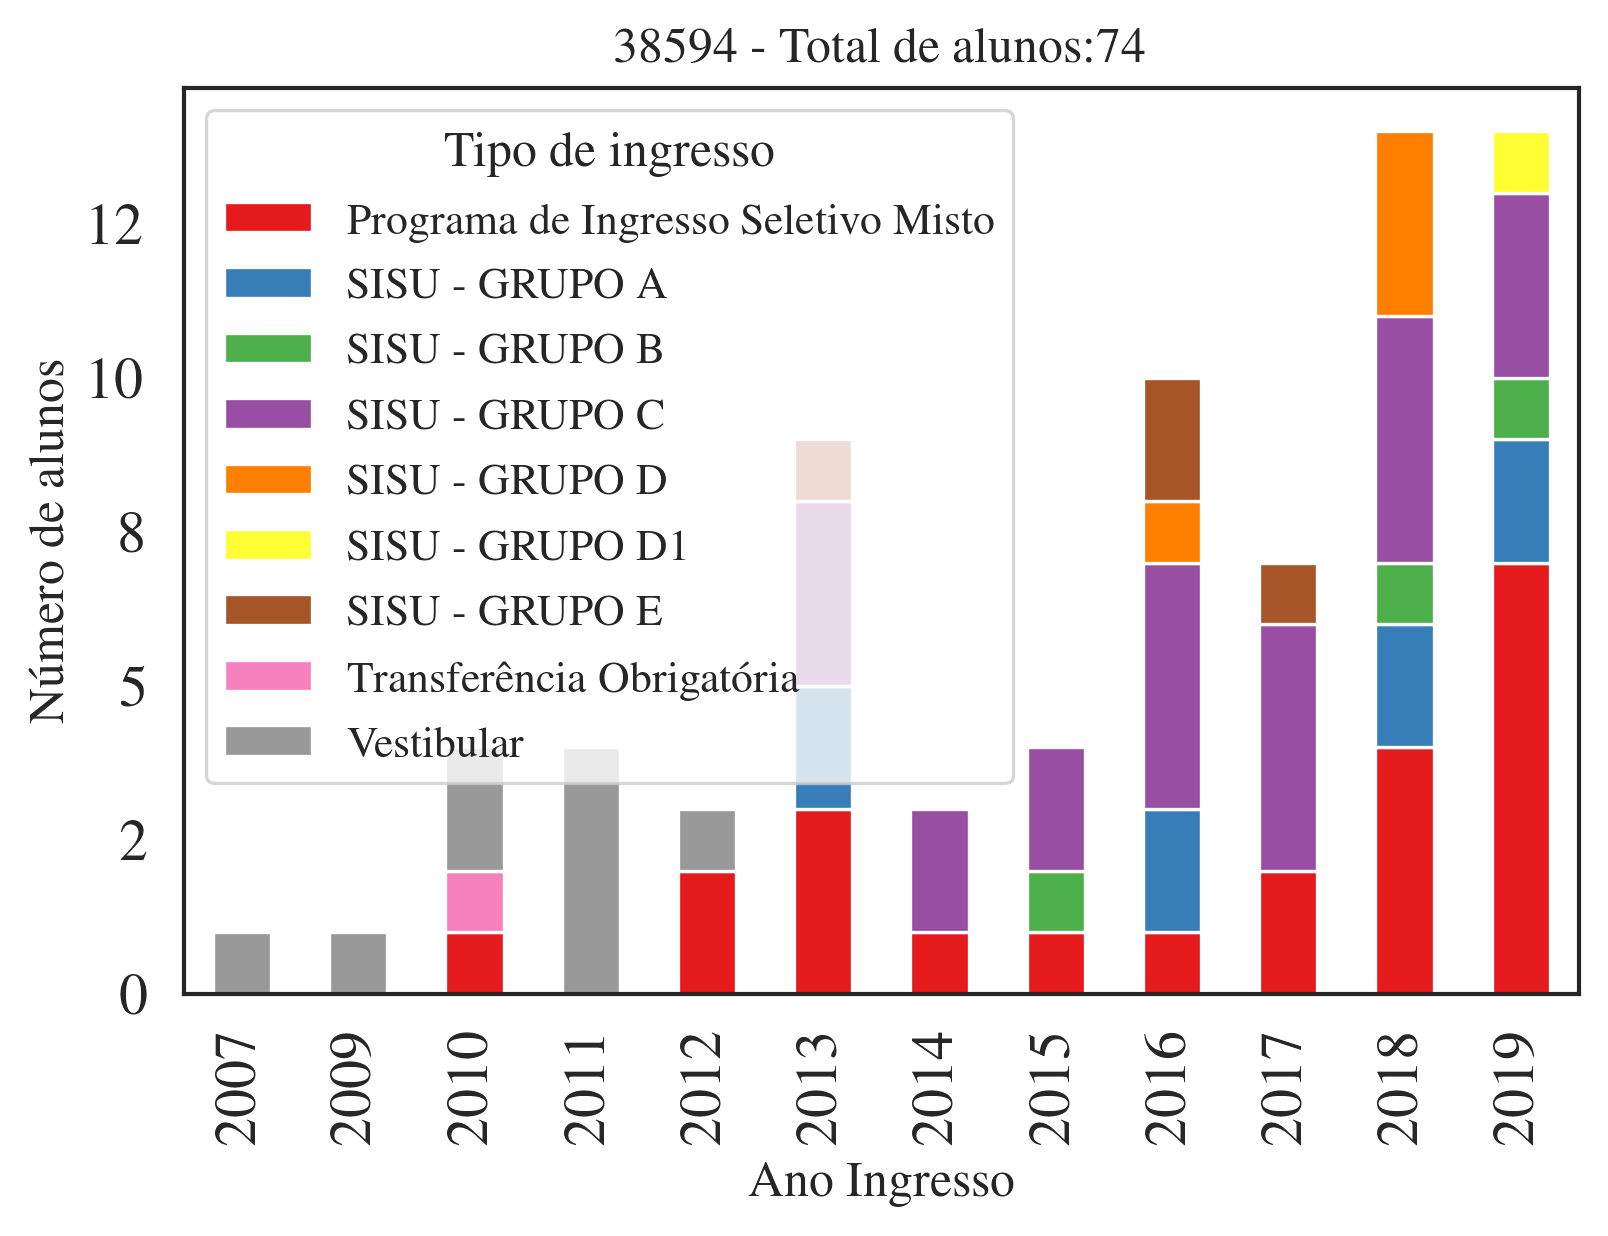 38594 - Total de alunos:74
Tipo de ingresso
Programa de Ingresso Seletivo Misto
SISU - GRUPO A
SISU - GRUPO B
SISU - GRUPO C
SISU - GRUPO D
SISU - GRUPO D1
SISU - GRUPO E
Transferência Obrigatória
Vestibular
Número de alunos
12
10
8
5
2
0
2007 2009 2010 2011 2012 2013 2014 2015 2016 2017 2018 2019
Ano Ingresso